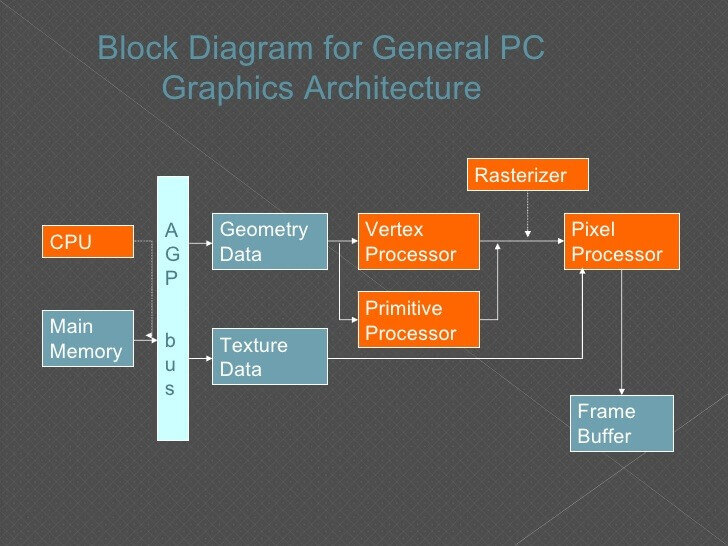 Block Diagram for General PC
Graphics Architecture
Rasterizer
CPU
A
G
P
b
u
s
Geometry
Data
Vertex
Processor
Pixel
Processor
Main
Memory
Primitive
Processor
Texture
Data
Frame
Buffer